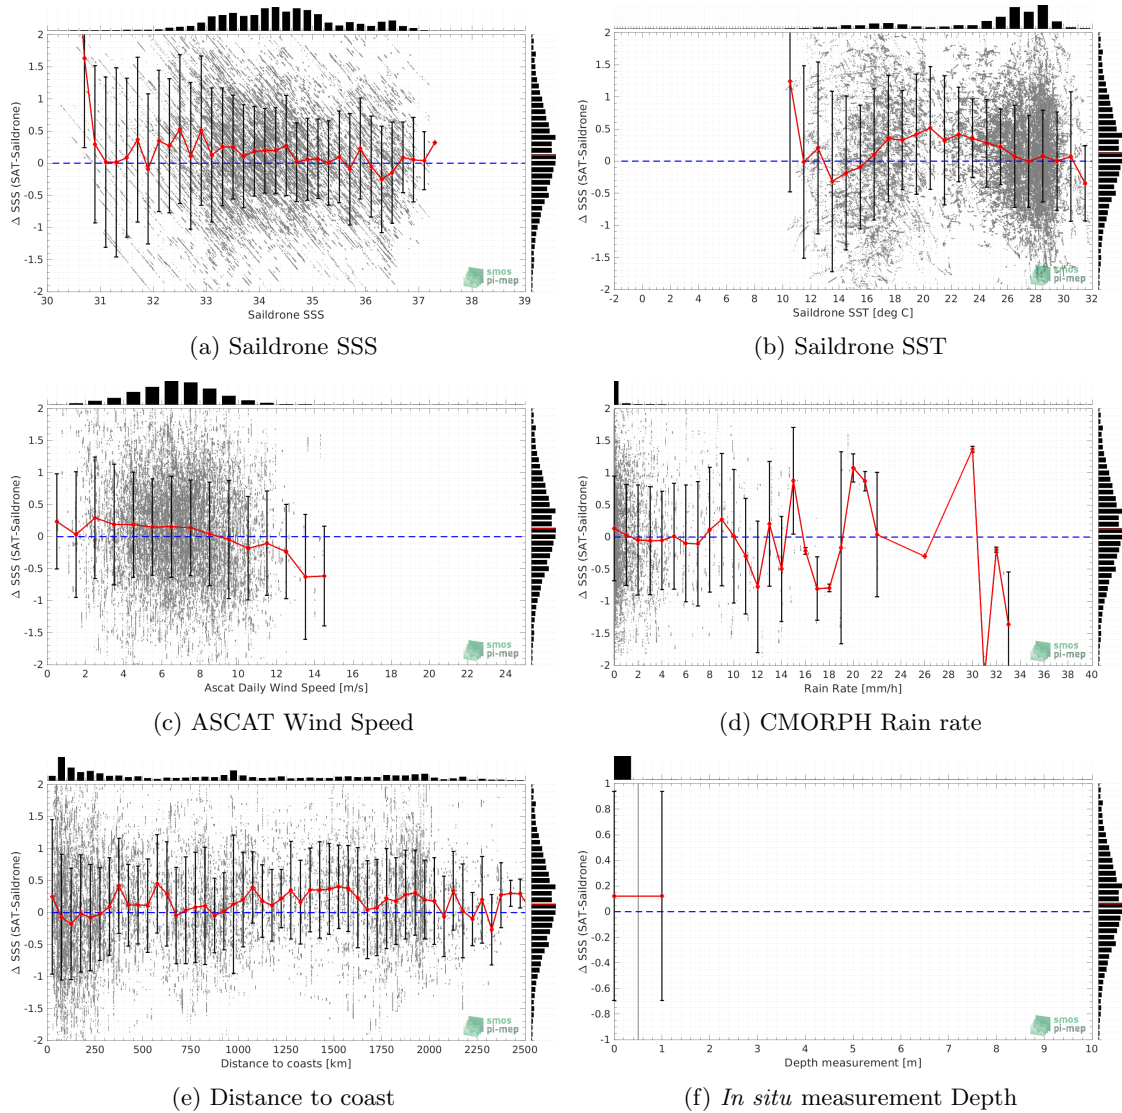 2
1.5
1
0.5
0
-0.5
-1
-1.5
-2
Δ SSS (SAT-Saildrone)
30 31 32 33 34 35 36 37 38 39
Saildrone SSS
smos
pi-mep
(a) Saildrone SSS
2
1.5
1
0.5
0
-0.5
-1
-1.5
-2
Δ SSS (SAT-Saildrone)
-2 0 2 4 6 8 10 12 14 16 18 20 22 24 26 28 30 32
Saildrone SST [deg C]
smos
pi-mep
(b) Saildrone SST
2
1.5
1
0.5
0
-0.5
-1
-1.5
-2
Δ SSS (SAT-Saildrone)
0 2 4 6 8 10 12 14 16 18 20 22 24
Ascat Daily Wind Speed [m/s]
smos
pi-mep
(c) ASCAT Wind Speed
2
1.5
1
0.5
0
-0.5
-1
-1.5
-2
Δ SSS (SAT-Saildrone)
0 2 4 6 8 10 12 14 16 18 20 22 24 26 28 30 32 34 36 38 40
Rain Rate [mm/h]
smos
pi-mep
(d) CMORPH Rain rate
2
1.5
1
0.5
0
-0.5
-1
-1.5
-2
Δ SSS (SAT-Saildrone)
0 250 500 750 1000 1250 1500 1750 2000 2250 2500
Distance to coasts [km]
smos
pi-mep
(e) Distance to coast
1
0.8
0.6
0.4
0.2
0
-0.2
-0.4
-0.6
-0.8
-1
Δ SSS (SAT-Saildrone)
0 1 2 3 4 5 6 7 8 9 10
Depth measurement [m]
smos
pi-mep
(f) In situ measurement Depth